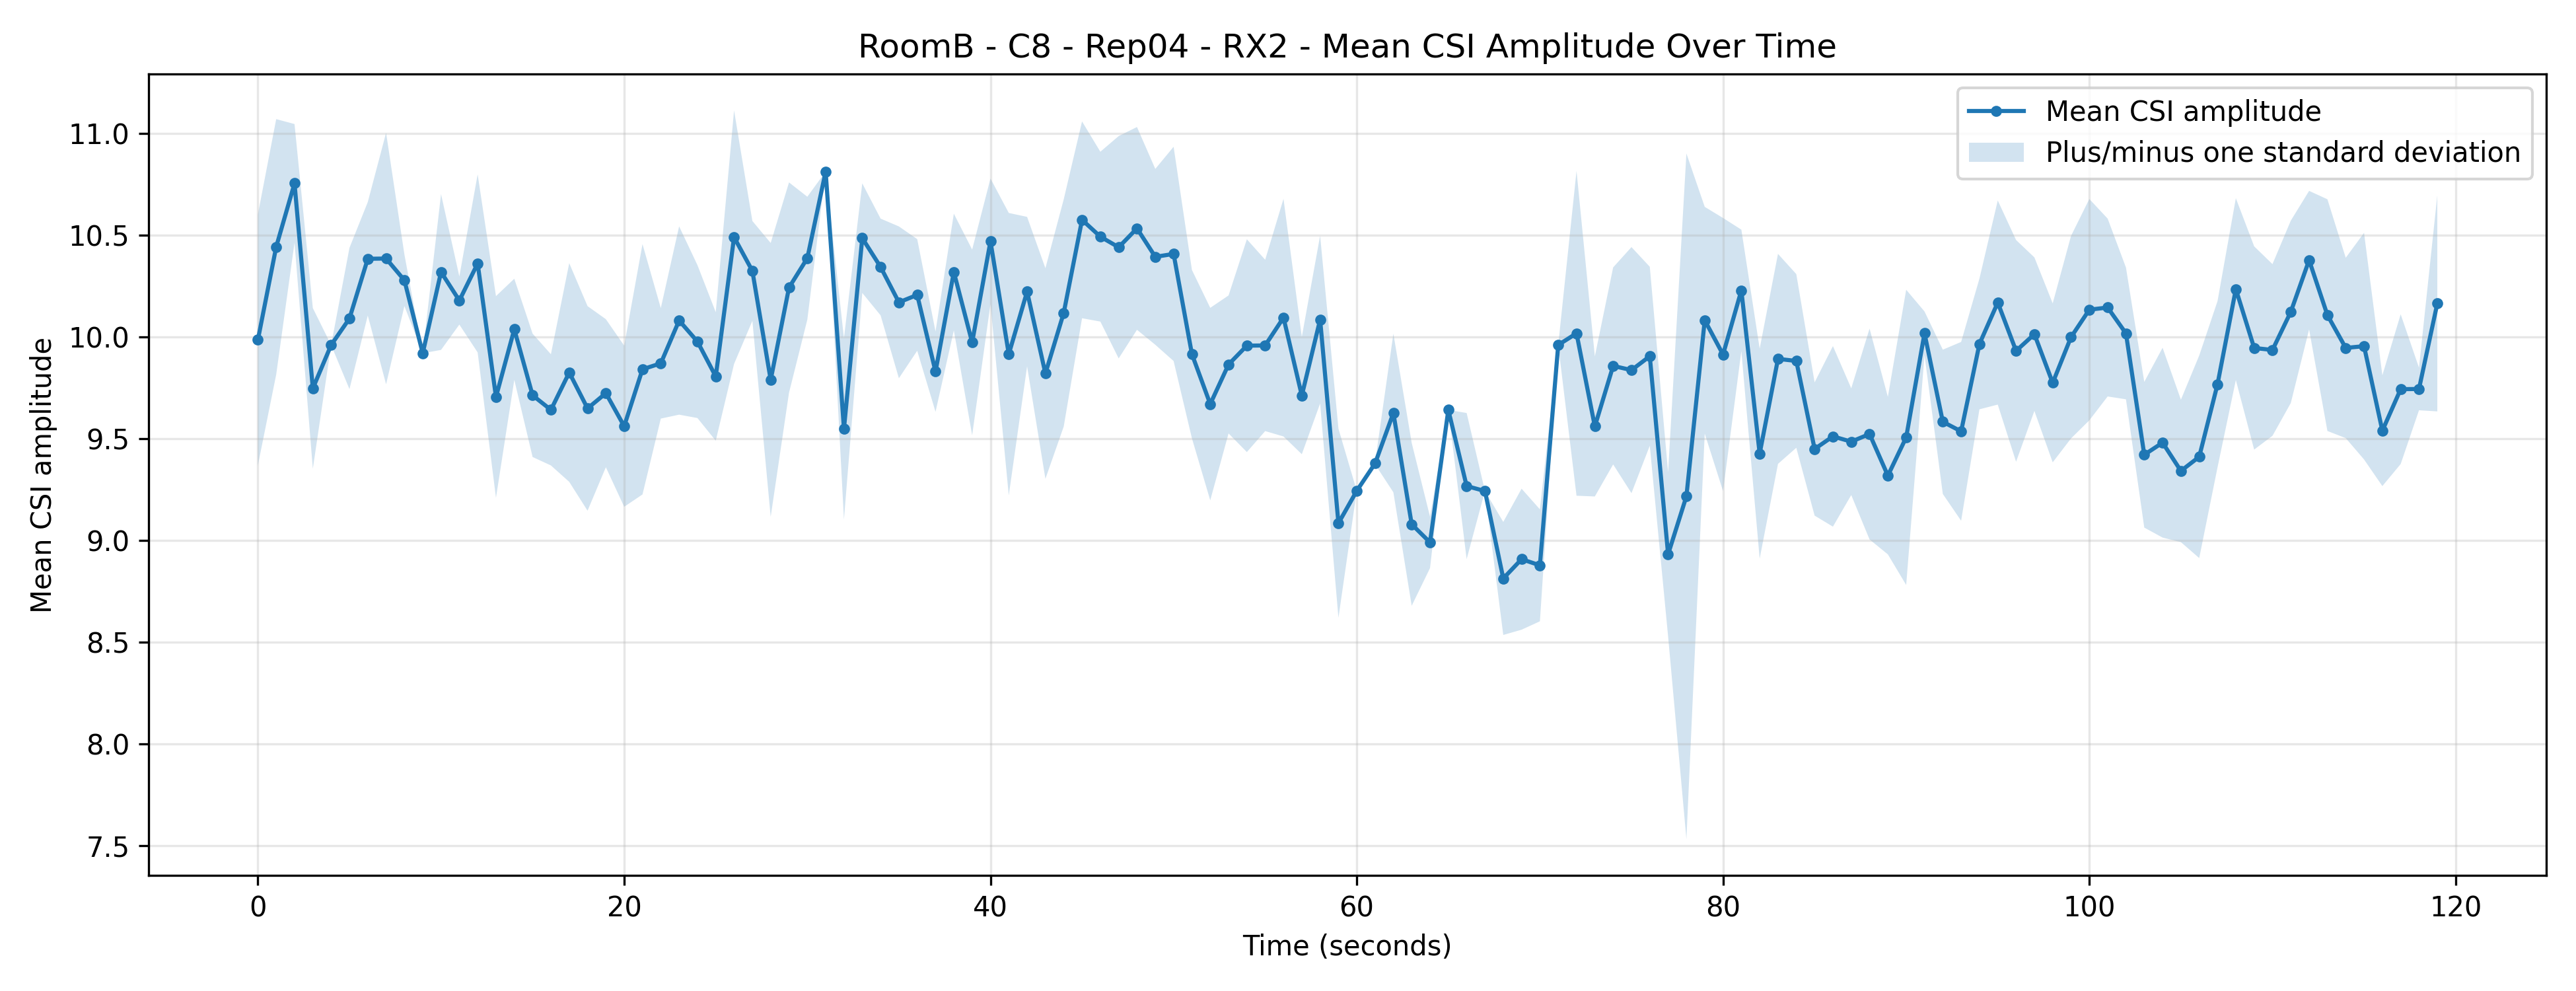 RoomB - C8 - Rep04 - RX2 - Mean CSI Amplitude Over Time
Mean CSI amplitude
Plus/minus one standard deviation
Mean CSI amplitude
11.0
10.5
10.0
9.5
9.0
8.5
8.0
7.5
0 20 40 60 80 100 120
Time (seconds)